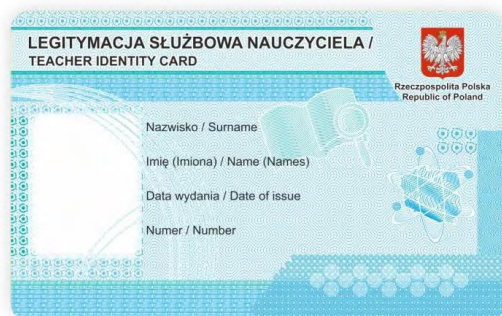 LEGITYMACJA SŁUŻBOWA NAUCZYCIELA /
TEACHER IDENTITY CARD
Rzeczpospolita Polska
Republic of Poland
Nazwisko / Surname
Imię (Imiona) / Name (Names)
Data wydania / Date of issue
Numer / Number